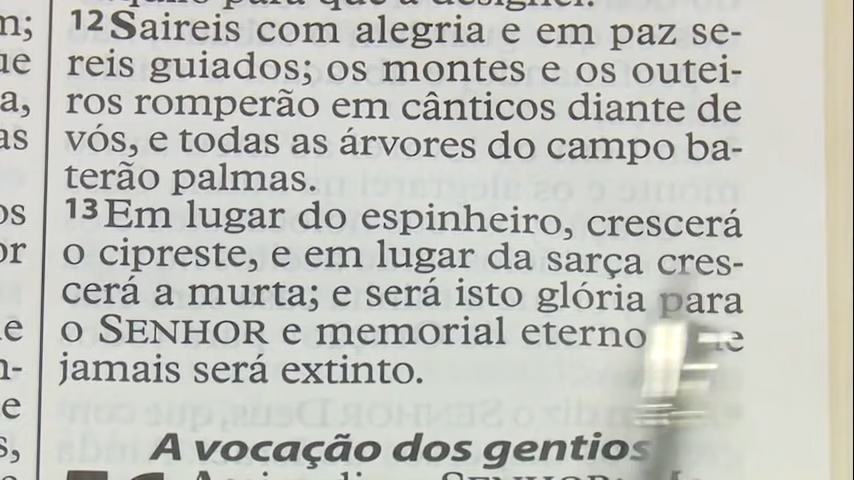 12 Saireis com alegria e em paz se-
reis guiados; os montes e os outei-
ros romperão em cânticos diante de
vós, e todas as árvores do campo ba-
terão palmas.
13 Em lugar do espinheiro, crescerá
o cipreste, e em lugar da sarça cres-
cerá a murta; e será isto glória para
o SENHOR e memorial eterno
jamais será extinto.
A vocação dos gentios